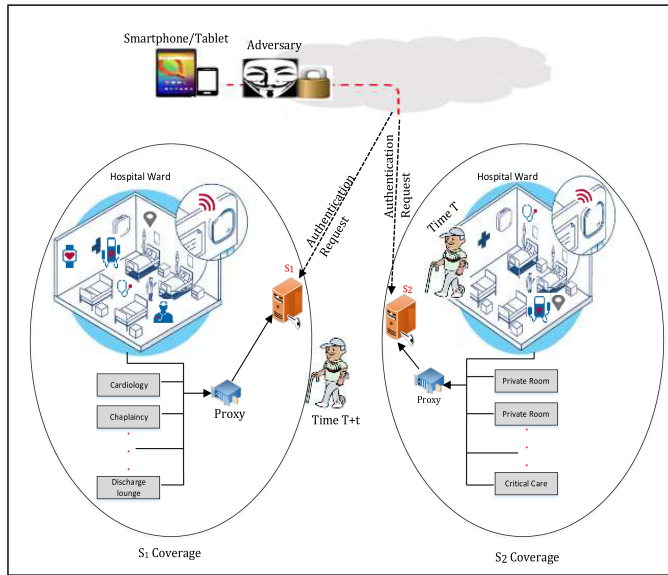 Smartphone/Tablet
Adversary
Authentication
Request
Authentication
Request
Hospital Ward
S1
Cardiology
Chaplaincy
Discharge
lounge
Proxy
Time T+t
S1 Coverage
Hospital Ward
Time T
S2
Proxy
Private Room
Private Room
Critical Care
S2 Coverage